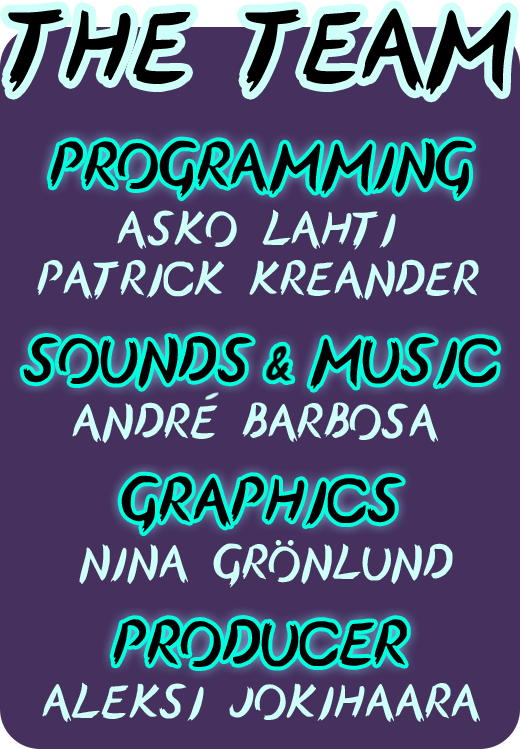 THE TEAM
PROGRAMMING
ASKO LAHTI
PATRICK KREANDER
SOUNDS & MUSIC
ANDRÉ BARBOSA
GRAPHICS
NINA GRÖNLUND
PRODUCER
ALEKSI JOKIHAARA